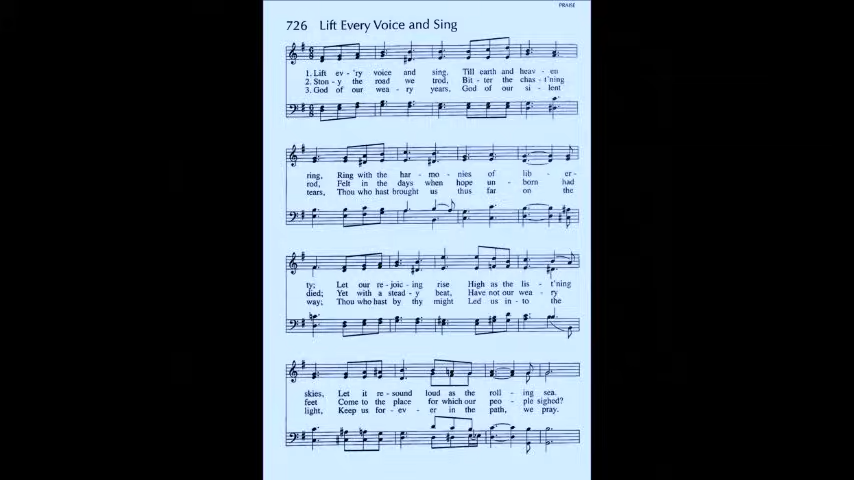 PRAISE
726 Lift Every Voice and Sing
1. Lift ev - 'ry voice and sing, Till earth and heav - en
2. Ston - y the road we trod, Bit - ter the chas - t'ning
3. God of our wea - ry years, God of our si - lent
ring, Ring with the har - mo - nies of lib - er-
rod, Felt in the days when hope un - born had
tears, Thou who hast brought us thus far on the
ty; Let our re - joic - ing rise High as the lis - t'ning
died; Yet with a stead - y beat, Have not our wea - ry
way; Thou who hast by thy might Led us in - to the
skies, Let it re - sound loud as the roll - ing sea.
feet Come to the place for which our peo - ple sighed?
light, Keep us for - ev - er in the path, we pray.